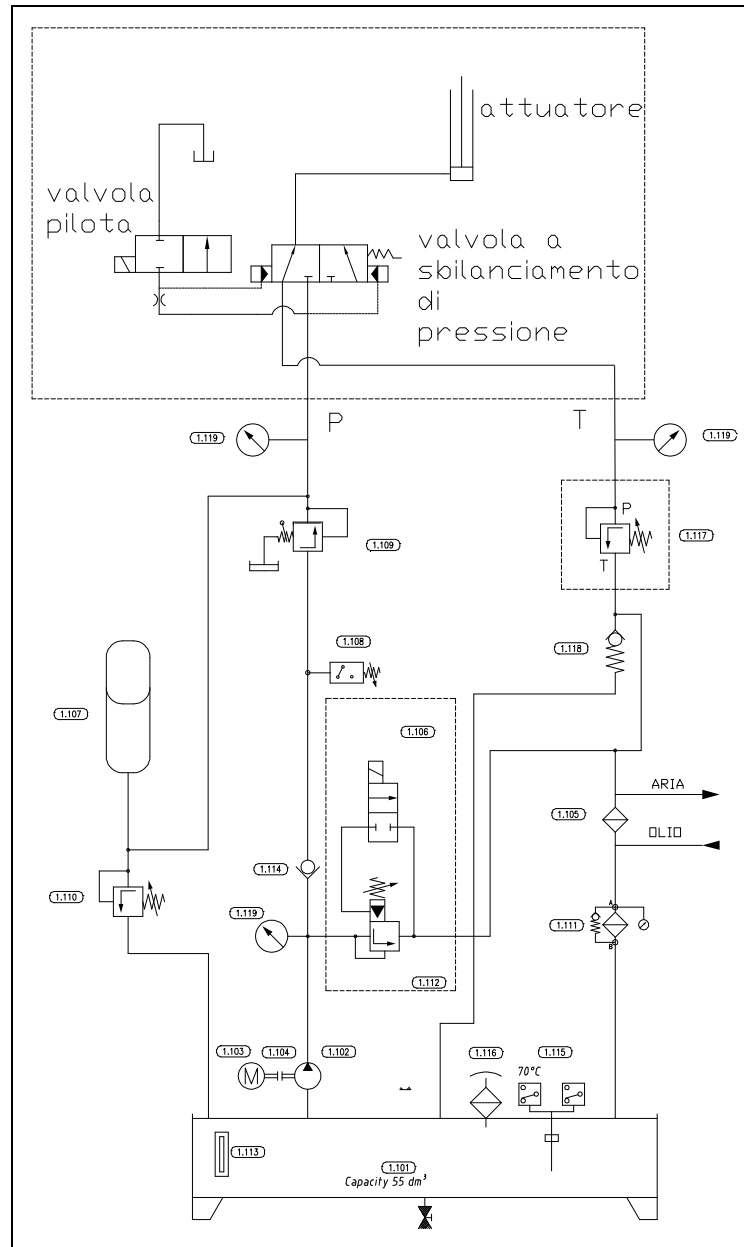 attuatore
valvola
pilota
valvola a
sbilanciamento
di
pressione
P
T
1.119
1.119
P
1.117
T
1.109
1.108
1.118
1.107
1.106
ARIA
1.105
OLIO
1.114
1.110
1.119
A
1.111
B
1.112
1.103
1.104
1.102
1.116
1.115
M
70°C
1.113
1.101
Capacity 55 dm³